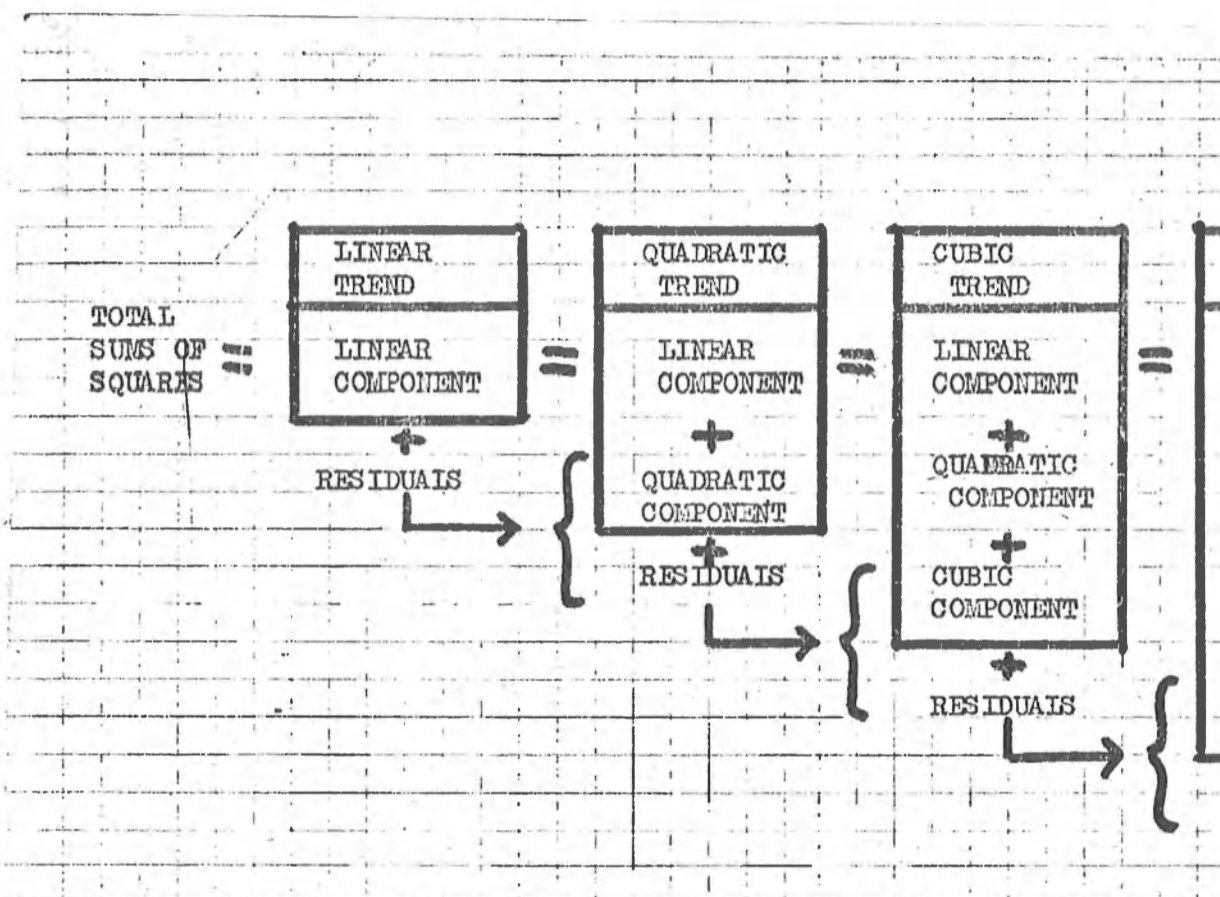 TOTAL
SUMS OF
SQUARES
=
LINEAR
TREND
LINEAR
COMPONENT
+
RESIDUALS
=
QUADRATIC
TREND
LINEAR
COMPONENT
+
QUADRATIC
COMPONENT
+
RESIDUALS
=
CUBIC
TREND
LINEAR
COMPONENT
+
QUADRATIC
COMPONENT
+
CUBIC
COMPONENT
+
RESIDUALS
=